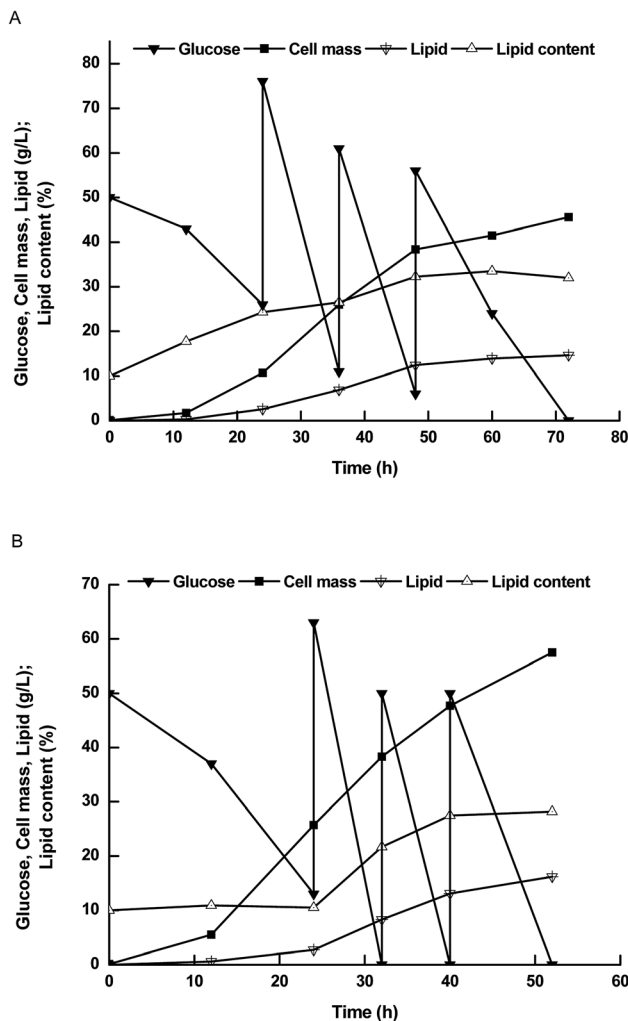 A
Glucose Cell mass Lipid Lipid content
80
70
60
50
40
30
20
10
0
Glucose, Cell mass, Lipid (g/L);
Lipid content (%)
0 10 20 30 40 50 60 70 80
Time (h)
B
Glucose Cell mass Lipid Lipid content
70
60
50
40
30
20
10
0
Glucose, Cell mass, Lipid (g/L);
Lipid content (%)
0 10 20 30 40 50 60
Time (h)